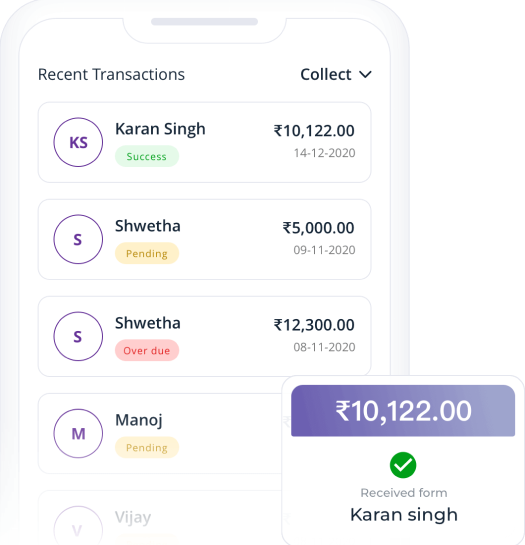 Recent Transactions
Collect
KS
Karan Singh
₹10,122.00
Success
14-12-2020
S
Shwetha
₹5,000.00
Pending
09-11-2020
S
Shwetha
₹12,300.00
Over due
08-11-2020
M
Manoj
Pending
V
Vijay
₹10,122.00
Received form
Karan singh